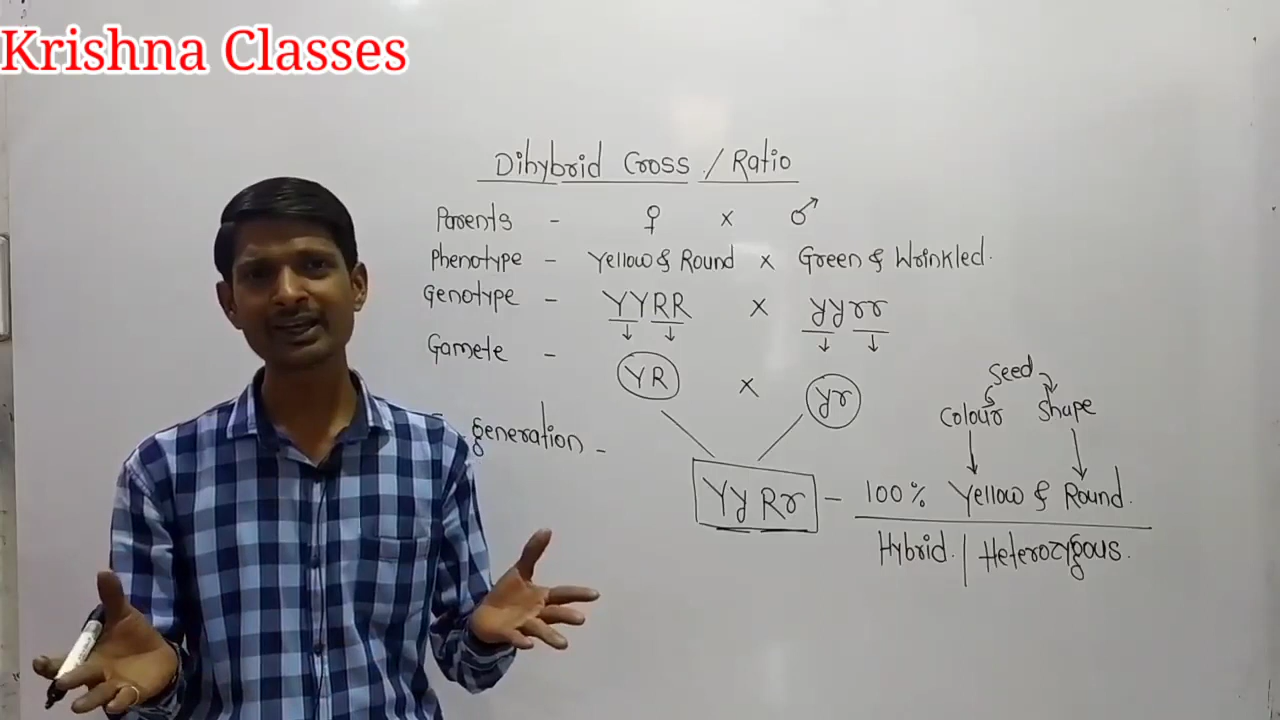 Krishna Classes
Dihybrid Cross / Ratio
Parents - ♀ x ♂
Phenotype - Yellow & Round x Green & Wrinkled.
Genotype - YYRR x yyrr
↓ ↓ ↓ ↓
Gamete - YR x yr
Seed
Colour Shape
generation -
YyRr - 100% Yellow & Round.
Hybrid. | Heterozygous.